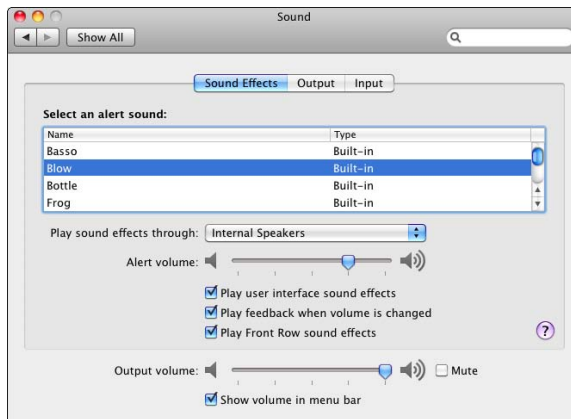 Sound
Show All
Sound Effects Output Input
Select an alert sound:
Name Type
Basso Built-in
Blow Built-in
Bottle Built-in
Frog Built-in
Play sound effects through: Internal Speakers
Alert volume:
Play user interface sound effects
Play feedback when volume is changed
Play Front Row sound effects
?
Output volume: Mute
Show volume in menu bar